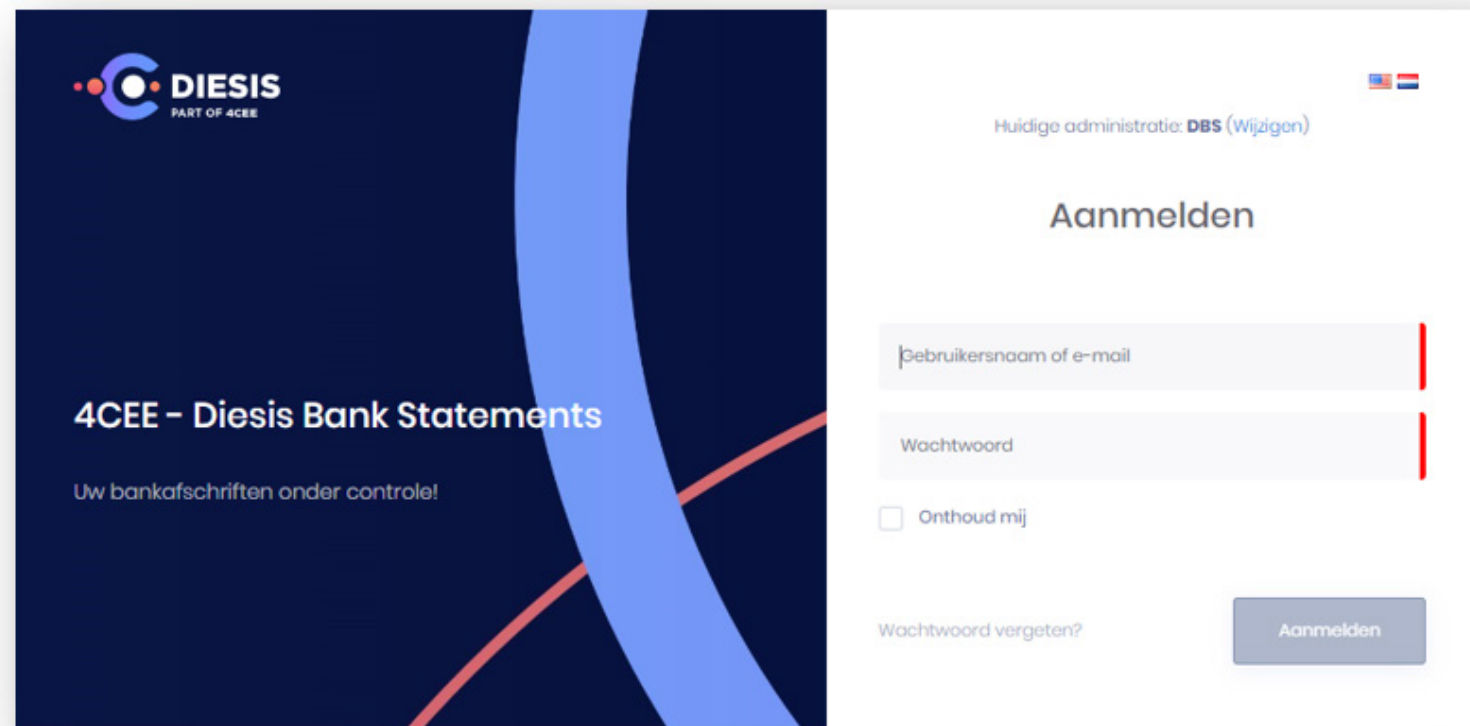 DIESIS
PART OF 4CEE
4CEE - Diesis Bank Statements
Uw bankafschriften onder controle!
Huidige administratie: DBS (Wijzigen)
Aanmelden
Gebruikersnaam of e-mail
Wachtwoord
Onthoud mij
Wachtwoord vergeten?
Aanmelden